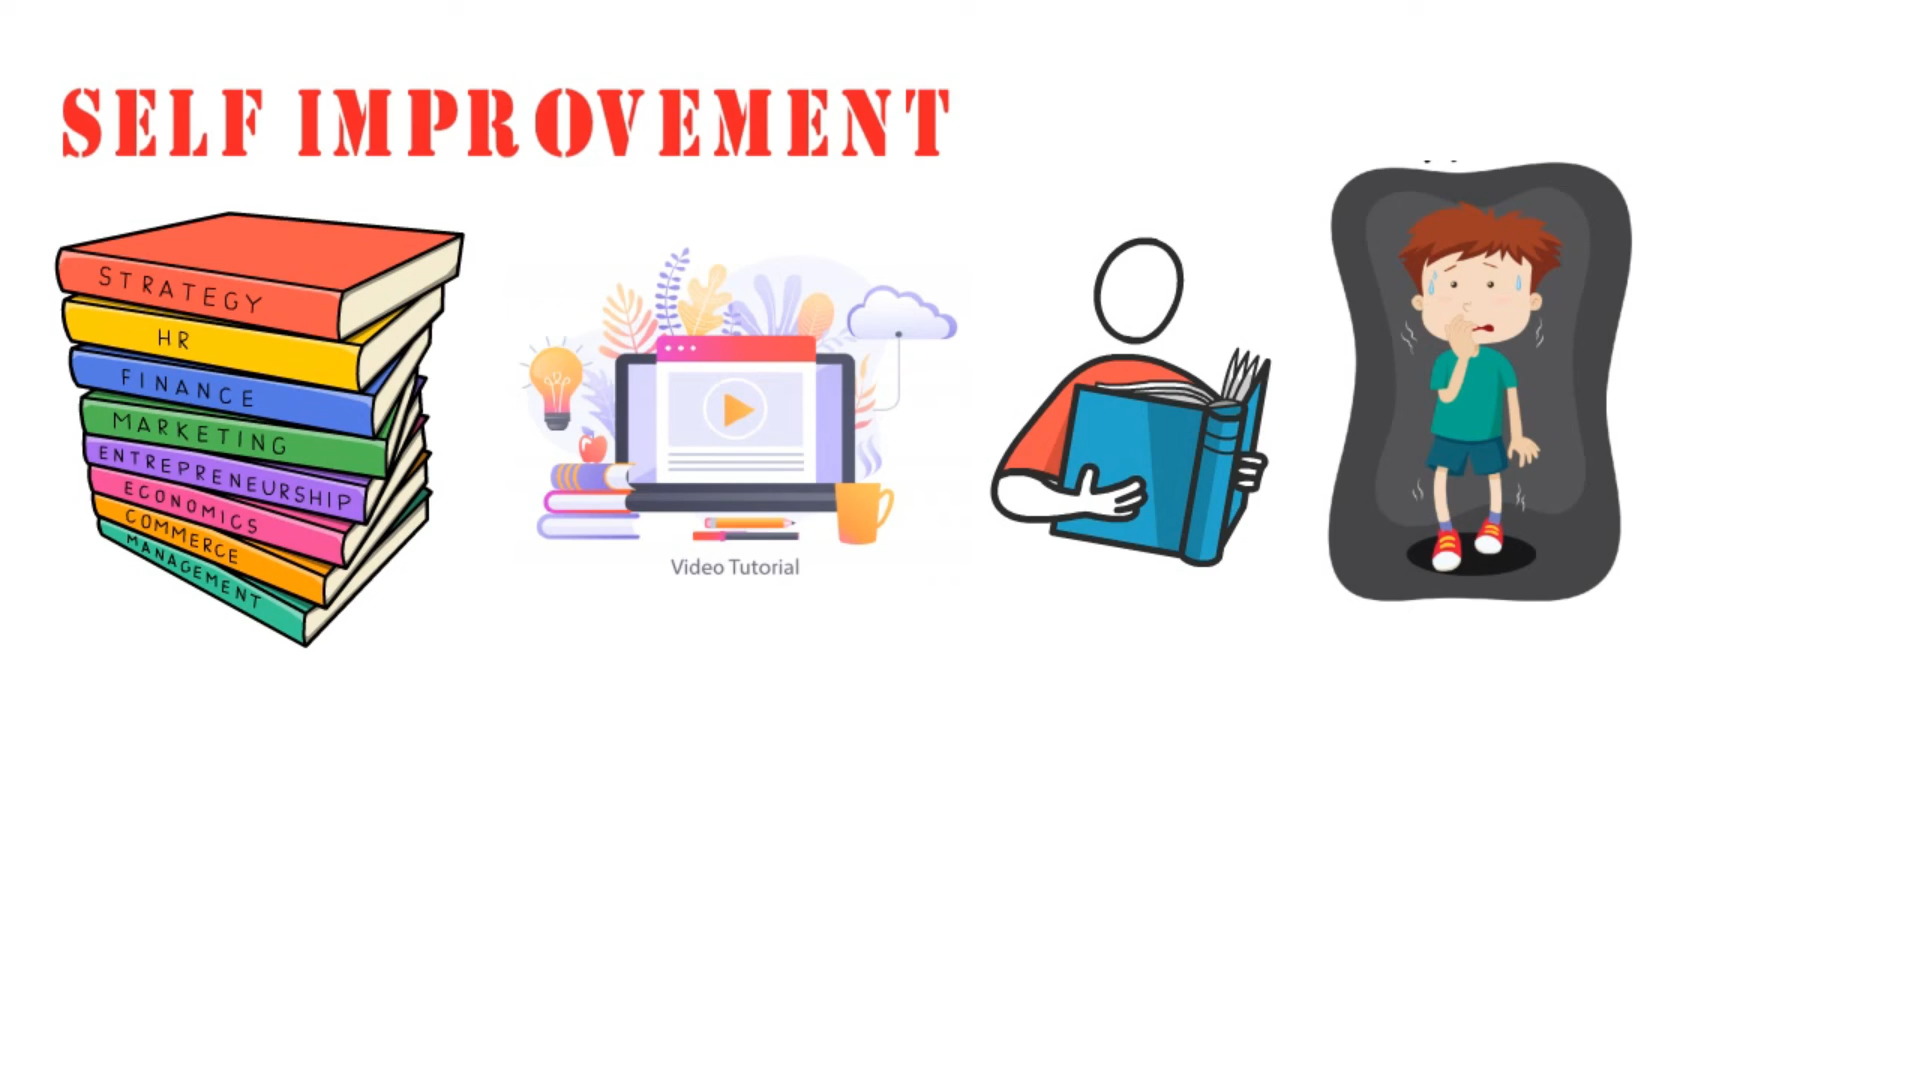 SELF IMPROVEMENT
STRATEGY
HR
FINANCE
MARKETING
ENTREPRENEURSHIP
ECONOMICS
COMMERCE
MANAGEMENT
Video Tutorial